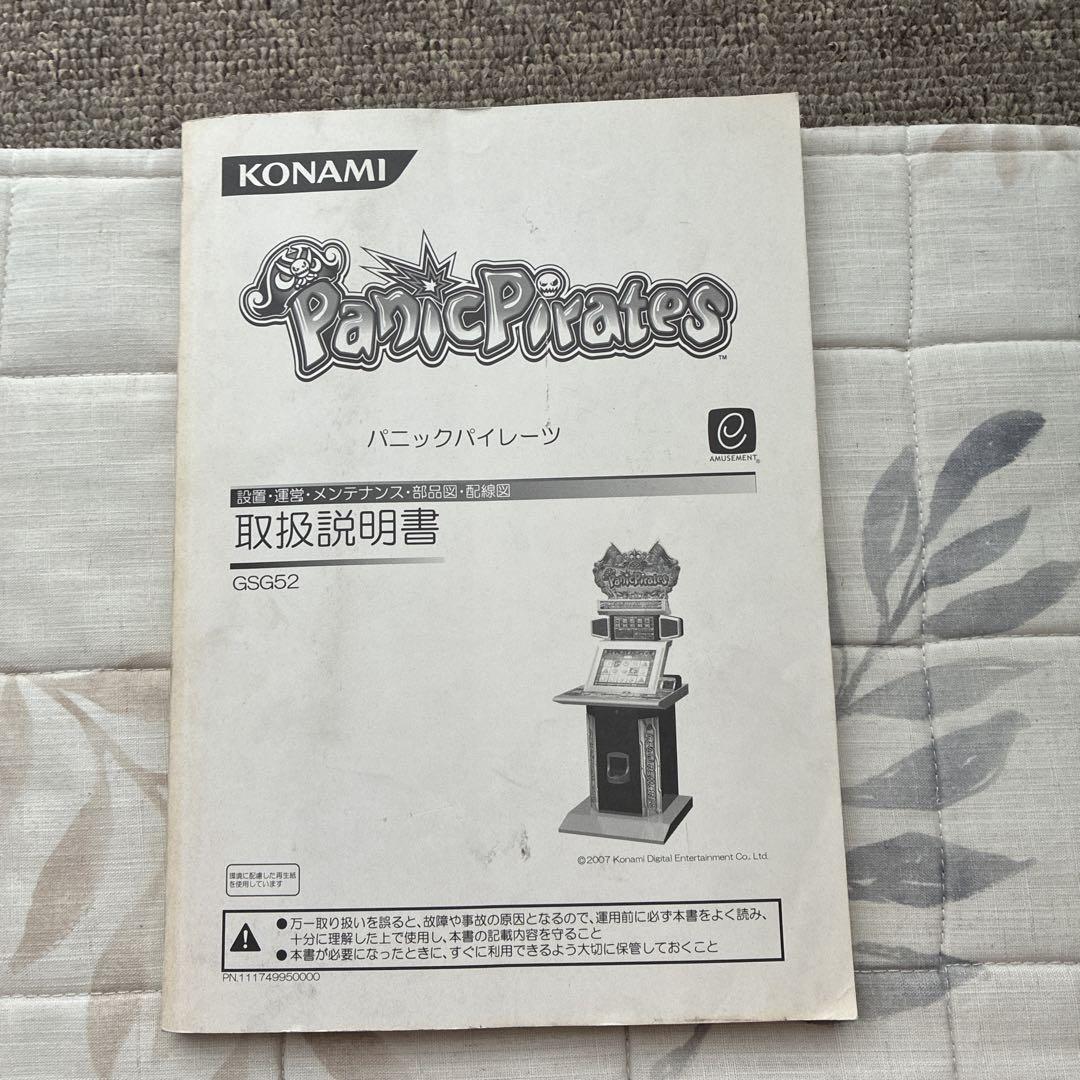 KONAMI
PanicPirates
TM
パニックパイレーツ
e
AMUSEMENT®
設置・運営・メンテナンス・部品図・配線図
取扱説明書
GSG52
PanicPirates
©2007 Konami Digital Entertainment Co., Ltd.
環境に配慮した再生紙
を使用しています
●万一取り扱いを誤ると、故障や事故の原因となるので、運用前に必ず本書をよく読み、
十分に理解した上で使用し、本書の記載内容を守ること
●本書が必要になったときに、すぐに利用できるよう大切に保管しておくこと
PN.111749950000